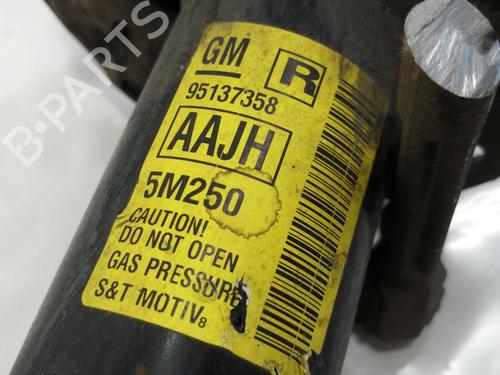 B-PARTS
GM
R
95137358
AAJH
5M250
CAUTION!
DO NOT OPEN
GAS PRESSURE
S&T MOTIV8